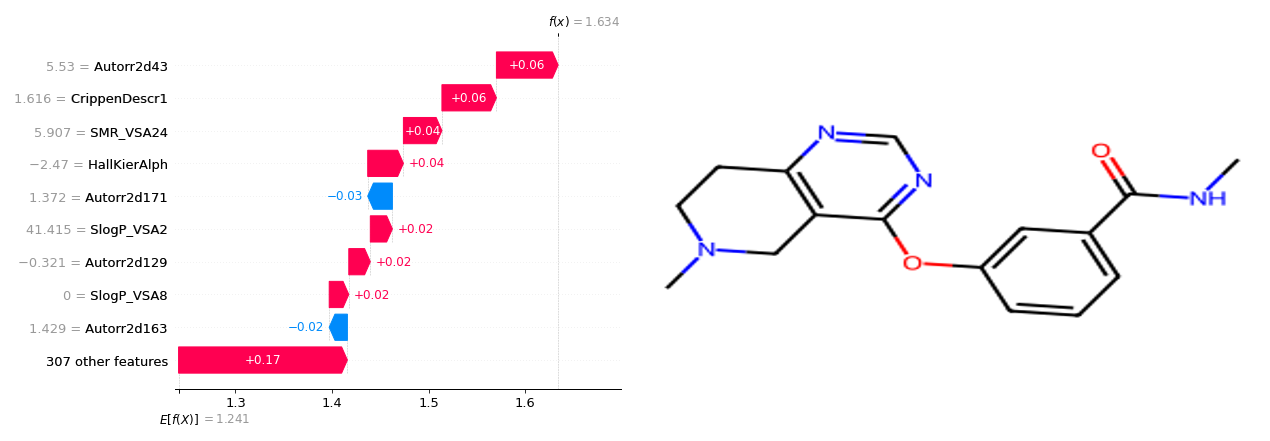 f(x) = 1.634
5.53 = Autorr2d43 +0.06
1.616 = CrippenDescr1 +0.06
5.907 = SMR_VSA24 +0.04
−2.47 = HallKierAlph +0.04
1.372 = Autorr2d171 −0.03
41.415 = SlogP_VSA2 +0.02
−0.321 = Autorr2d129 +0.02
0 = SlogP_VSA8 +0.02
1.429 = Autorr2d163 −0.02
307 other features +0.17
1.3 1.4 1.5 1.6
E[f(X)] = 1.241
N
N
N
O
O
NH